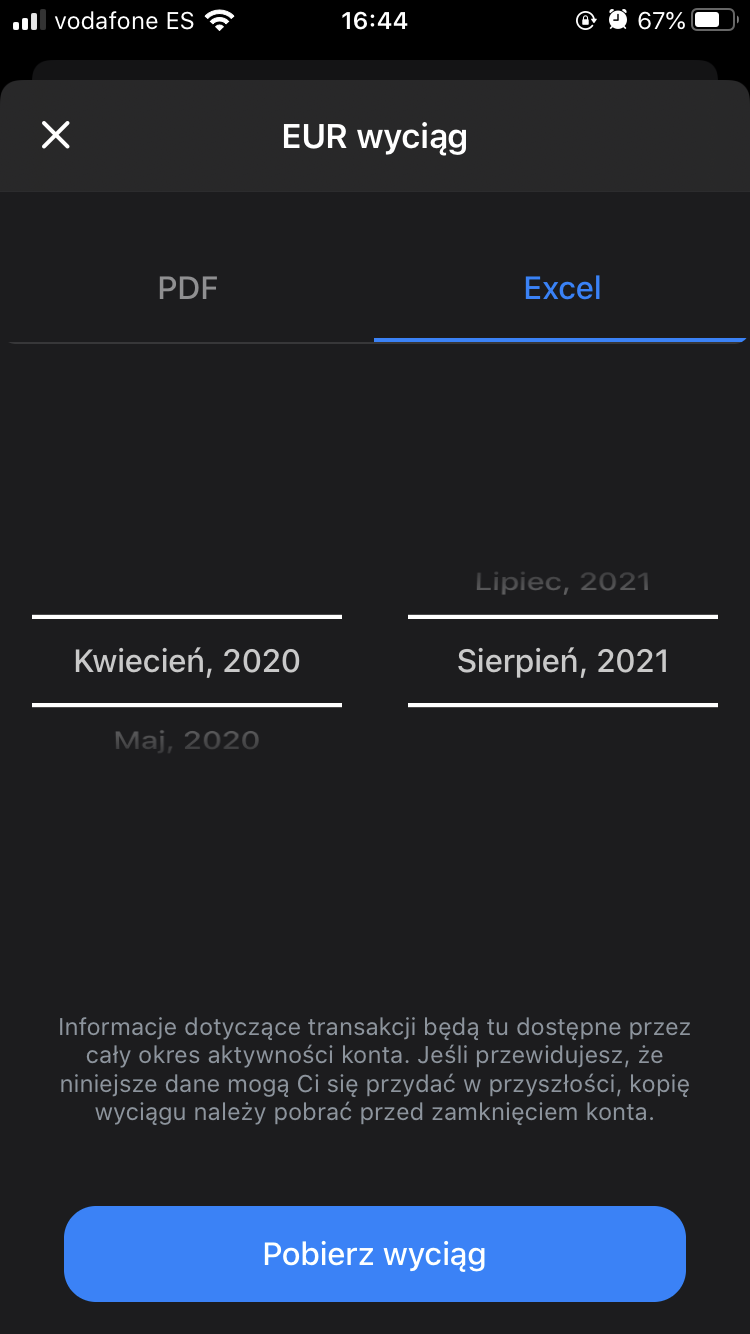 vodafone ES 16:44 67%
EUR wyciąg
PDF Excel
Lipiec, 2021
Kwiecień, 2020 Sierpień, 2021
Maj, 2020
Informacje dotyczące transakcji będą tu dostępne przez
cały okres aktywności konta. Jeśli przewidujesz, że
niniejsze dane mogą Ci się przydać w przyszłości, kopię
wyciągu należy pobrać przed zamknięciem konta.
Pobierz wyciąg